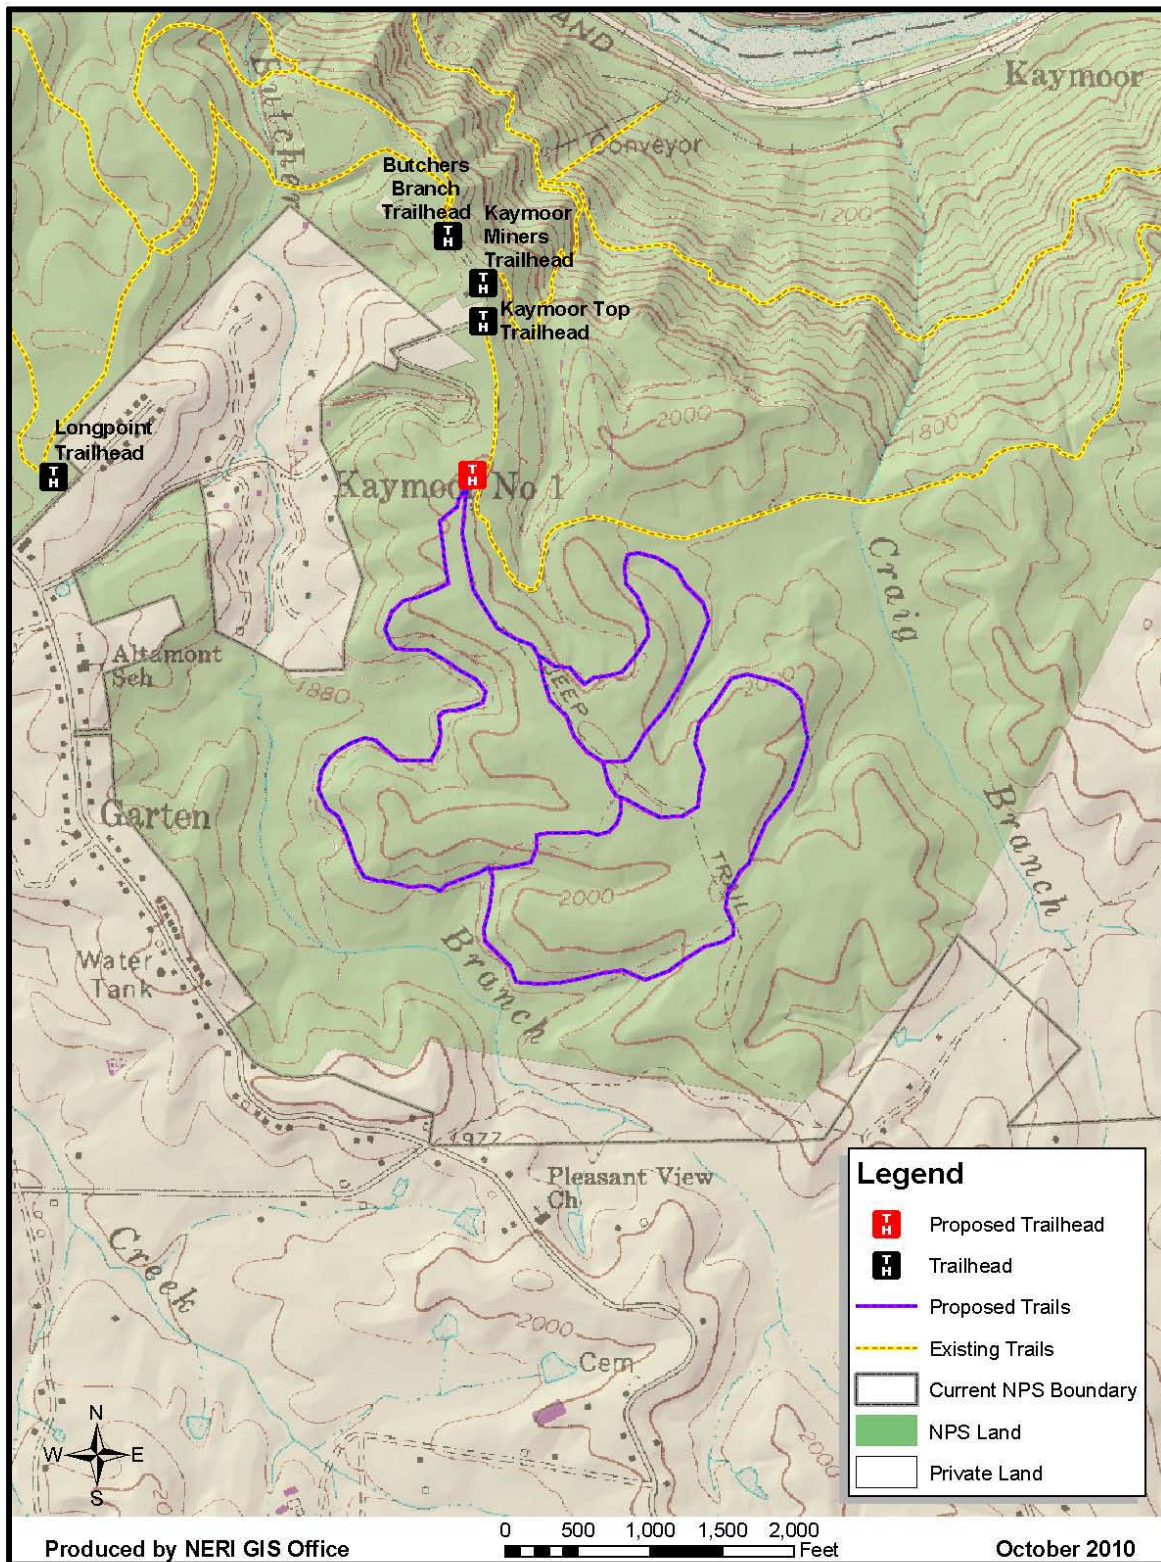 AND
Kaymoor
Butcher
Conveyor
Butchers
Branch
Trailhead
T
H
Kaymoor
Miners
Trailhead
T
H
1200
T
H
Kaymoor Top
Trailhead
2000
1800
Longpoint
Trailhead
T
H
T
H
Kaymoor No 1
Craig
Branch
Altamont
Sch
1880
JEEP
TRAIL
2000
Garten
2000
Branch
Water
Tank
1977
Pleasant View
Ch
Creek
2000
Cem
2000
Legend
T
H
Proposed Trailhead
T
H
Trailhead
Proposed Trails
Existing Trails
Current NPS Boundary
NPS Land
Private Land
N
W
E
S
0 500 1,000 1,500 2,000
Feet
Produced by NERI GIS Office
October 2010